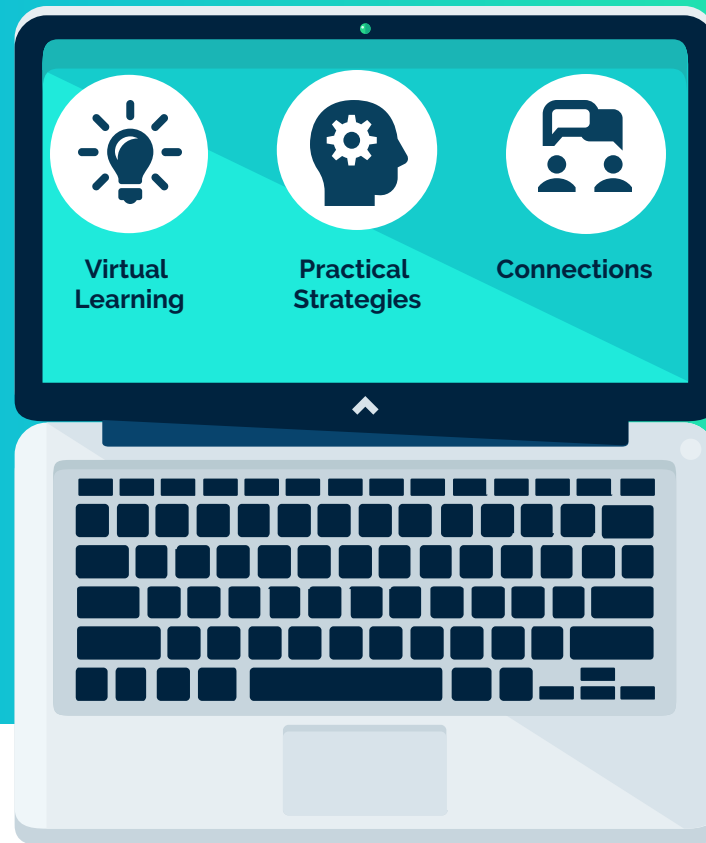 Virtual
Learning
Practical
Strategies
Connections